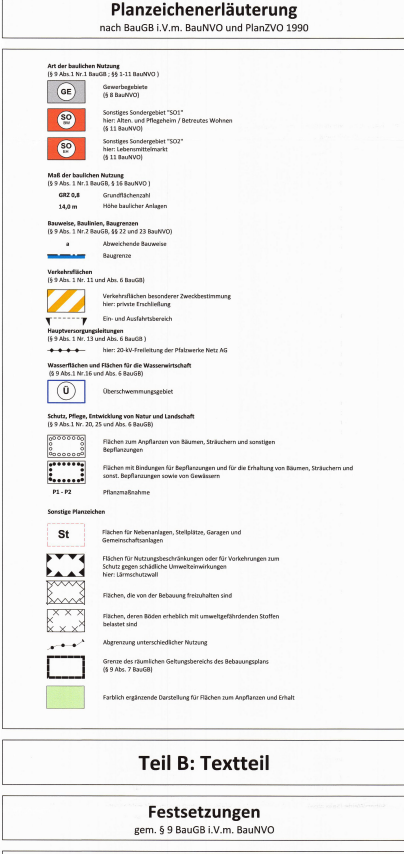 Planzeichenerläuterung
nach BauGB i.V.m. BauNVO und PlanZVO 1990
Art der baulichen Nutzung
(§ 9 Abs.1 Nr.1 BauGB ; §§ 1-11 BauNVO )
GE
Gewerbegebiete
(§ 8 BauNVO)
SO
BW
Sonstiges Sondergebiet "SO1"
hier: Alten. und Pflegeheim / Betreutes Wohnen
(§ 11 BauNVO)
SO
EH
Sonstiges Sondergebiet "SO2"
hier: Lebensmittelmarkt
(§ 11 BauNVO)
Maß der baulichen Nutzung
(§ 9 Abs. 1 Nr.1 BauGB, § 16 BauNVO )
GRZ 0,8 Grundflächenzahl
14,0 m Höhe baulicher Anlagen
Bauweise, Baulinien, Baugrenzen
(§ 9 Abs. 1 Nr.2 BauGB, §§ 22 und 23 BauNVO)
a Abweichende Bauweise
Baugrenze
Verkehrsflächen
(§ 9 Abs. 1 Nr. 11 und Abs. 6 BauGB)
Verkehrsflächen besonderer Zweckbestimmung
hier: privste Erschließung
Ein- und Ausfahrtsbereich
Hauptversorgungsleitungen
(§ 9 Abs. 1 Nr. 13 und Abs. 6 BauGB )
hier: 20-kV-Freileitung der Pfalzwerke Netz AG
Wasserflächen und Flächen für die Wasserwirtschaft
(§ 9 Abs. 1 Nr.16 und Abs. 6 BauGB)
Ü
Überschwemmungsgebiet
Schutz, Pflege, Entwicklung von Natur und Landschaft
(§ 9 Abs.1 Nr. 20, 25 und Abs. 6 BauGB)
Flächen zum Anpflanzen von Bäumen, Sträuchern und sonstigen
Bepflanzungen
Flächen mit Bindungen für Bepflanzungen und für die Erhaltung von Bäumen, Sträuchern und
sonst. Bepflanzungen sowie von Gewässern
P1 - P2 Pflanzmaßnahme
Sonstige Planzeichen
St
Flächen für Nebenanlagen, Stellplätze, Garagen und
Gemeinschaftsanlagen
Flächen für Nutzungsbeschränkungen oder für Vorkehrungen zum
Schutz gegen schädliche Umwelteinwirkungen
hier: Lärmschutzwall
Flächen, die von der Bebauung freizuhalten sind
Flächen, deren Böden erheblich mit umweltgefährdenden Stoffen
belastet sind
Abgrenzung unterschiedlicher Nutzung
Grenze des räumlichen Geltungsbereichs des Bebauungsplans
(§ 9 Abs. 7 BauGB)
Farblich ergänzende Darstellung für Flächen zum Anpflanzen und Erhalt
Teil B: Textteil
Festsetzungen
gem. § 9 BauGB i.V.m. BauNVO